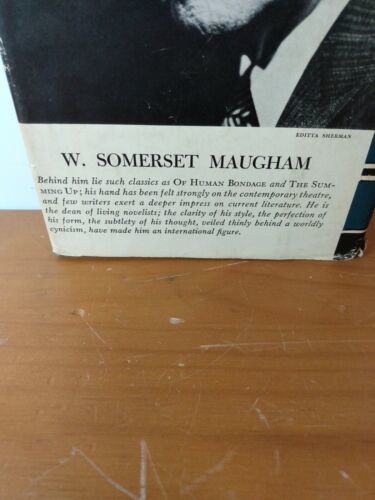 EDITTA SHERMAN
W. SOMERSET MAUGHAM
Behind him lie such classics as OF HUMAN BONDAGE and THE SUM-
MING UP; his hand has been felt strongly on the contemporary theatre,
and few writers exert a deeper impress on current literature. He is
the dean of living novelists; the clarity of his style, the perfection of
his form, the subtlety of his thought, veiled thinly behind a worldly
cynicism, have made him an international figure.